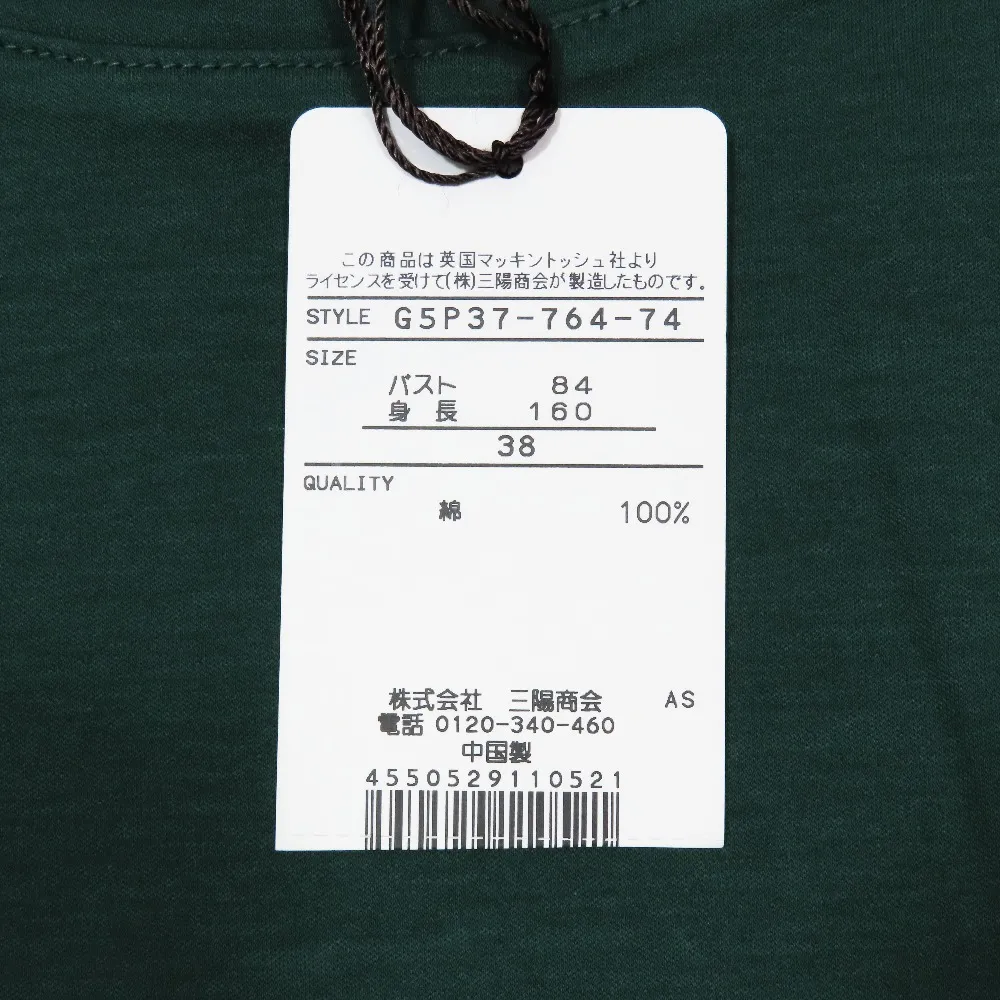 この商品は英国マッキントッシュ社より
ライセンスを受けて(株)三陽商会が製造したものです。
STYLE G5P37-764-74
SIZE
バスト 84
身長 160
38
QUALITY
綿 100%
株式会社 三陽商会 AS
電話 0120-340-460
中国製
4550529110521